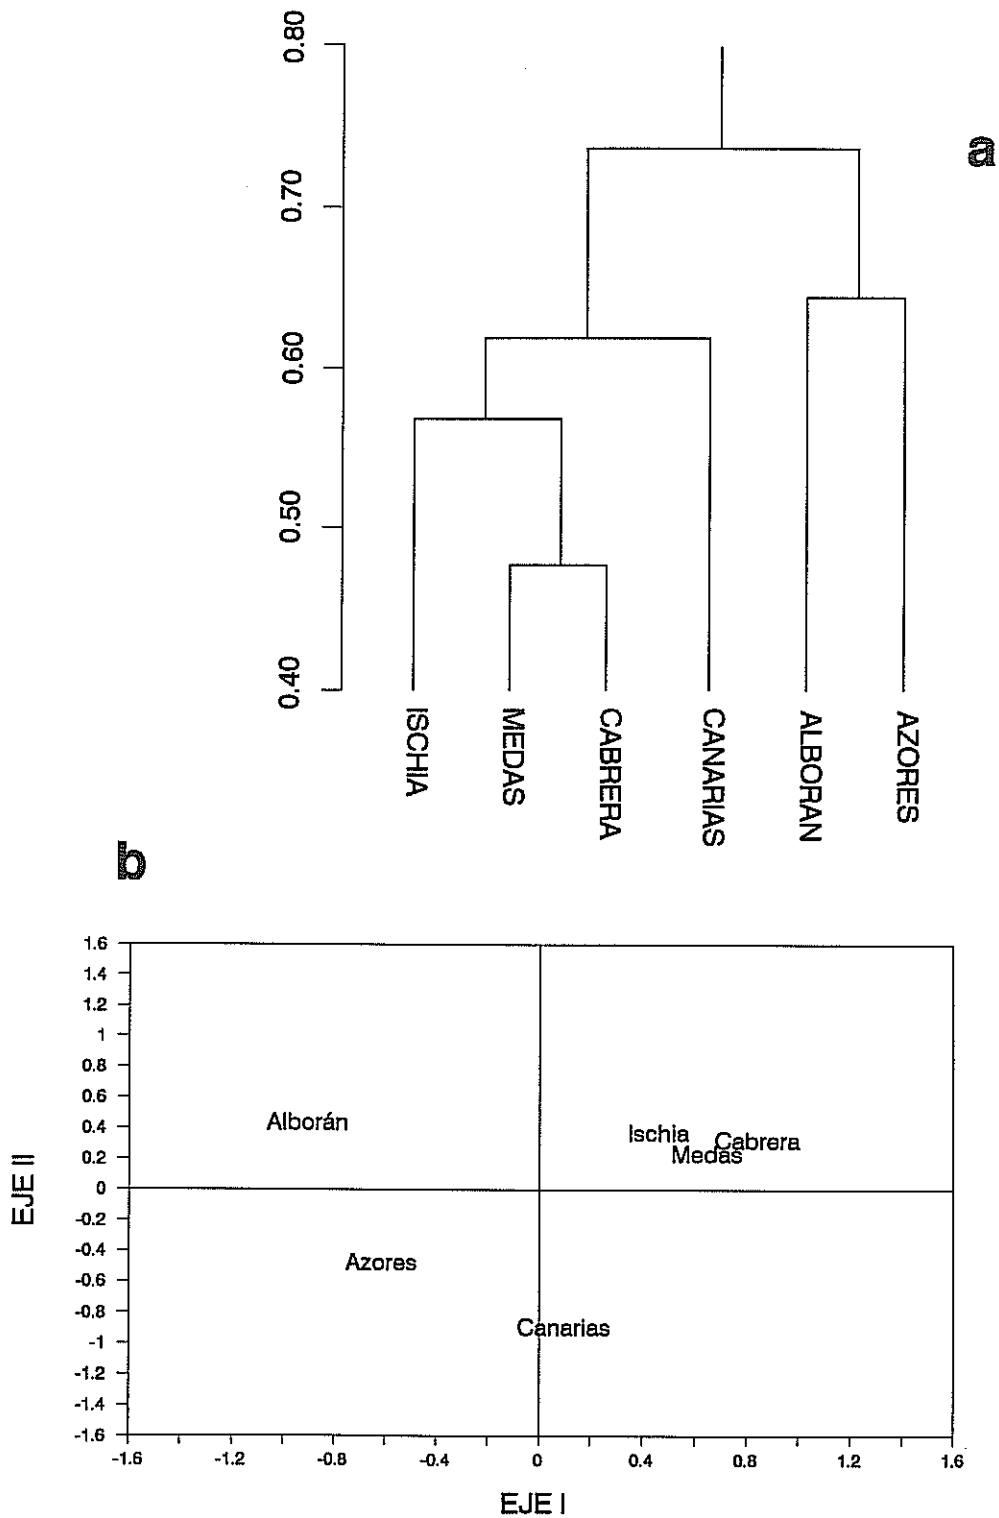 0.80
a
0.70
0.60
0.50
0.40
ISCHIA
MEDAS
CABRERA
CANARIAS
ALBORAN
AZORES
b
1.6
1.4
1.2
1
0.8
0.6
0.4
0.2
0
-0.2
-0.4
-0.6
-0.8
-1
-1.2
-1.4
-1.6
EJE II
Alborán
Ischia
Cabrera
Medas
Azores
Canarias
-1.6 -1.2 -0.8 -0.4 0 0.4 0.8 1.2 1.6
EJE I